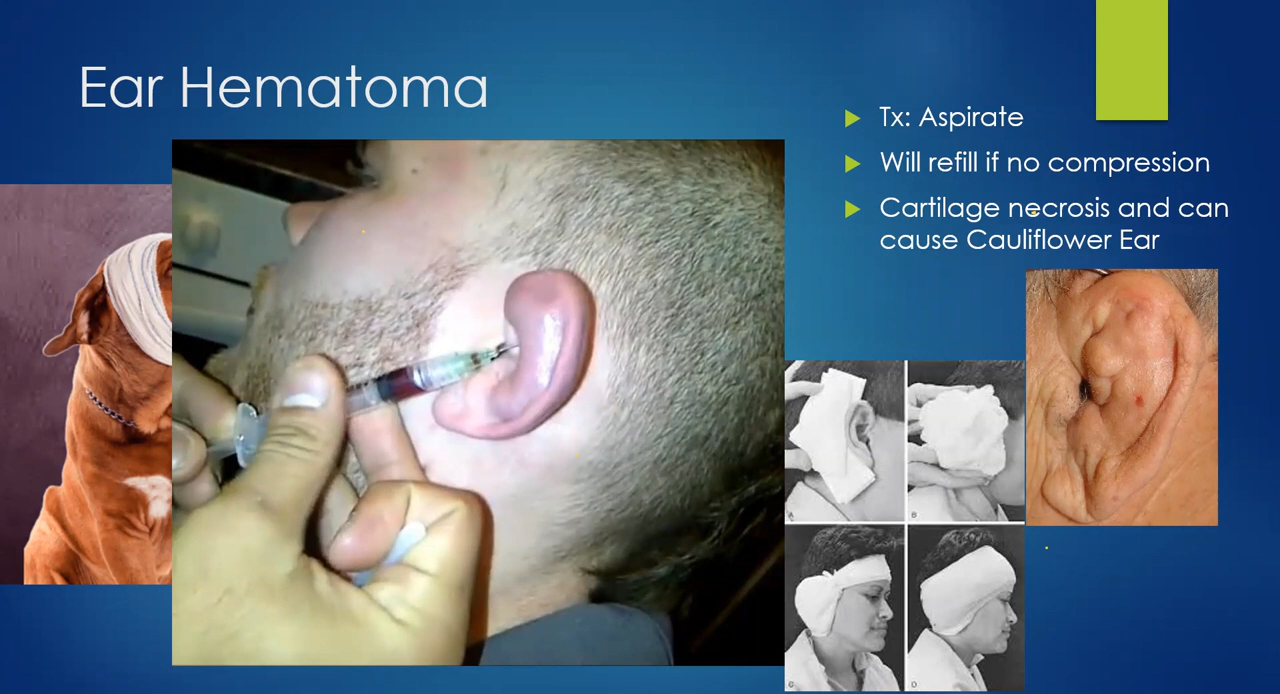 Ear Hematoma
Tx: Aspirate
Will refill if no compression
Cartilage necrosis and can
cause Cauliflower Ear
A
B
C
D